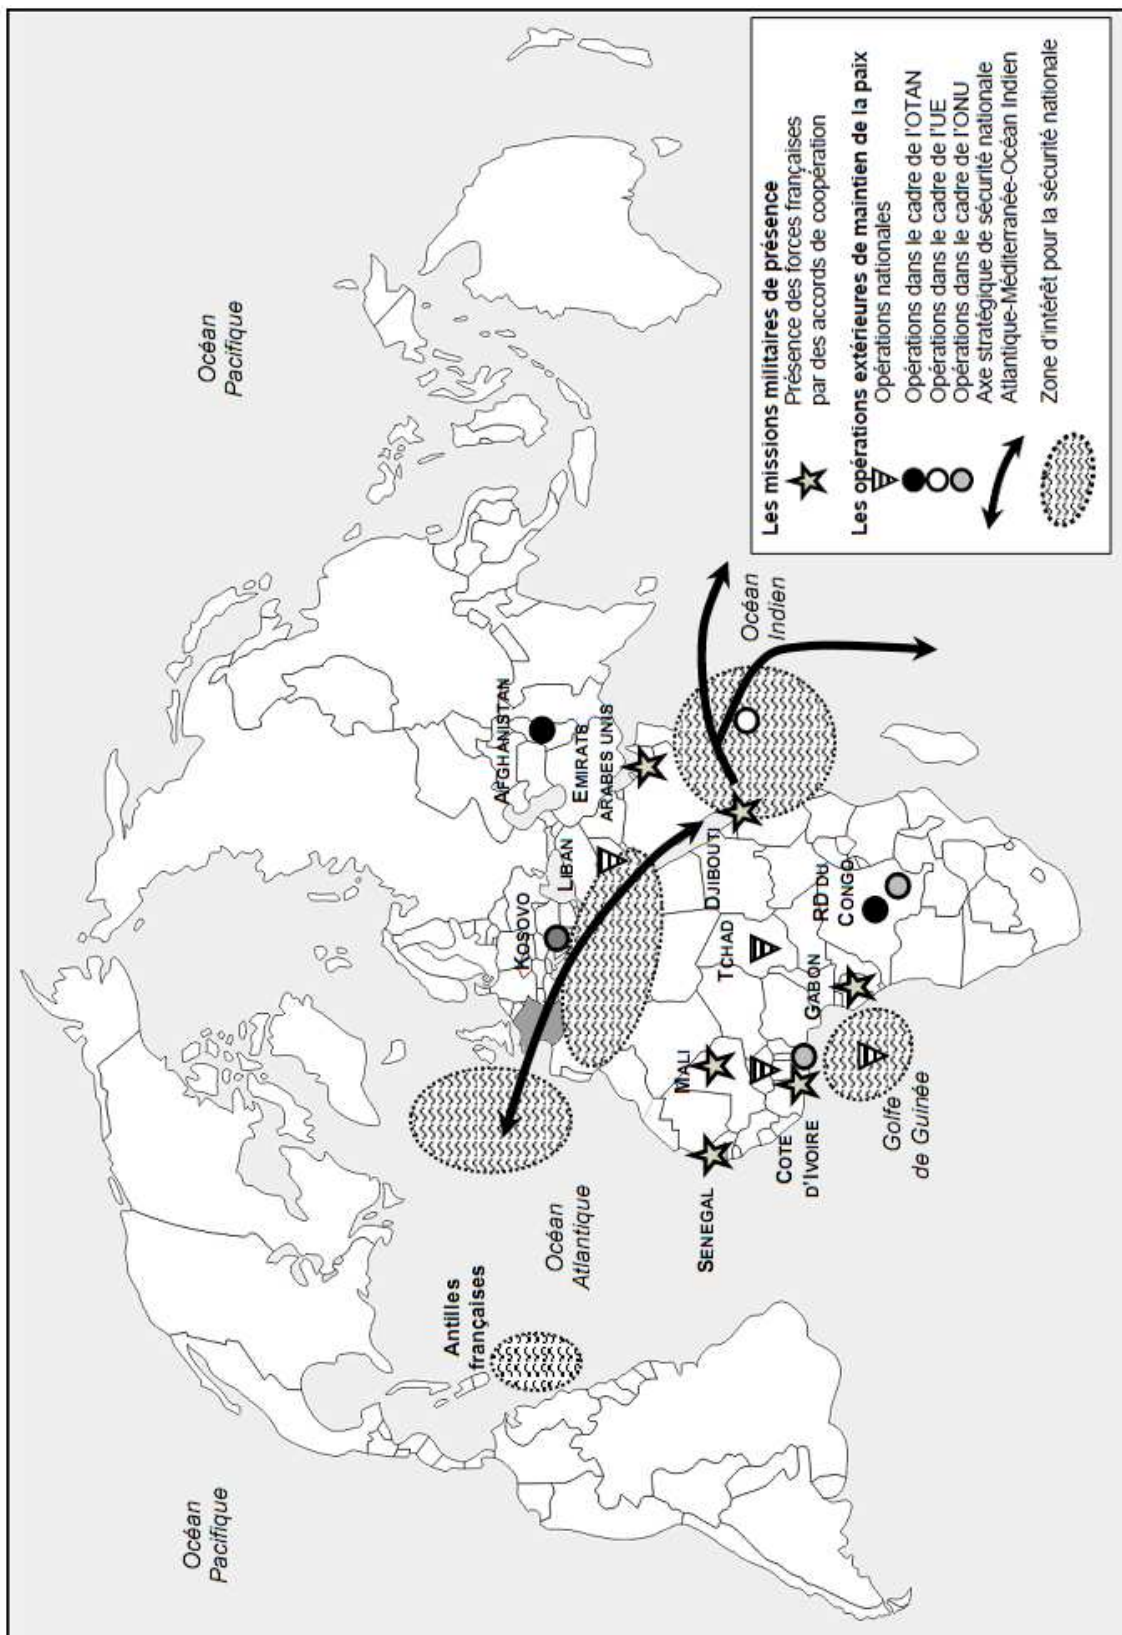 Océan
Pacifique
Océan
Pacifique
Antilles
françaises
Océan
Atlantique
KOSOVO
LIBAN
AFGHANISTAN
EMIRATS
ARABES UNIS
SENEGAL
MALI
COTE
D'IVOIRE
TCHAD
GABON
DJIBOUTI
RD DU
CONGO
Golfe
de Guinée
Océan
Indien
Les missions militaires de présence
Présence des forces françaises
par des accords de coopération
Les opérations extérieures de maintien de la paix
Opérations nationales
Opérations dans le cadre de l'OTAN
Opérations dans le cadre de l'UE
Opérations dans le cadre de l'ONU
Axe stratégique de sécurité nationale
Atlantique-Méditerranée-Océan Indien
Zone d'intérêt pour la sécurité nationale